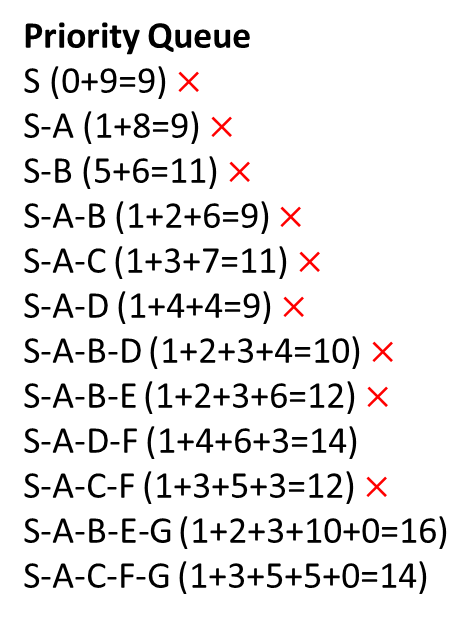 Priority Queue
S (0+9=9) ×
S-A (1+8=9) ×
S-B (5+6=11) ×
S-A-B (1+2+6=9) ×
S-A-C (1+3+7=11) ×
S-A-D (1+4+4=9) ×
S-A-B-D (1+2+3+4=10) ×
S-A-B-E (1+2+3+6=12) ×
S-A-D-F (1+4+6+3=14)
S-A-C-F (1+3+5+3=12) ×
S-A-B-E-G (1+2+3+10+0=16)
S-A-C-F-G (1+3+5+5+0=14)